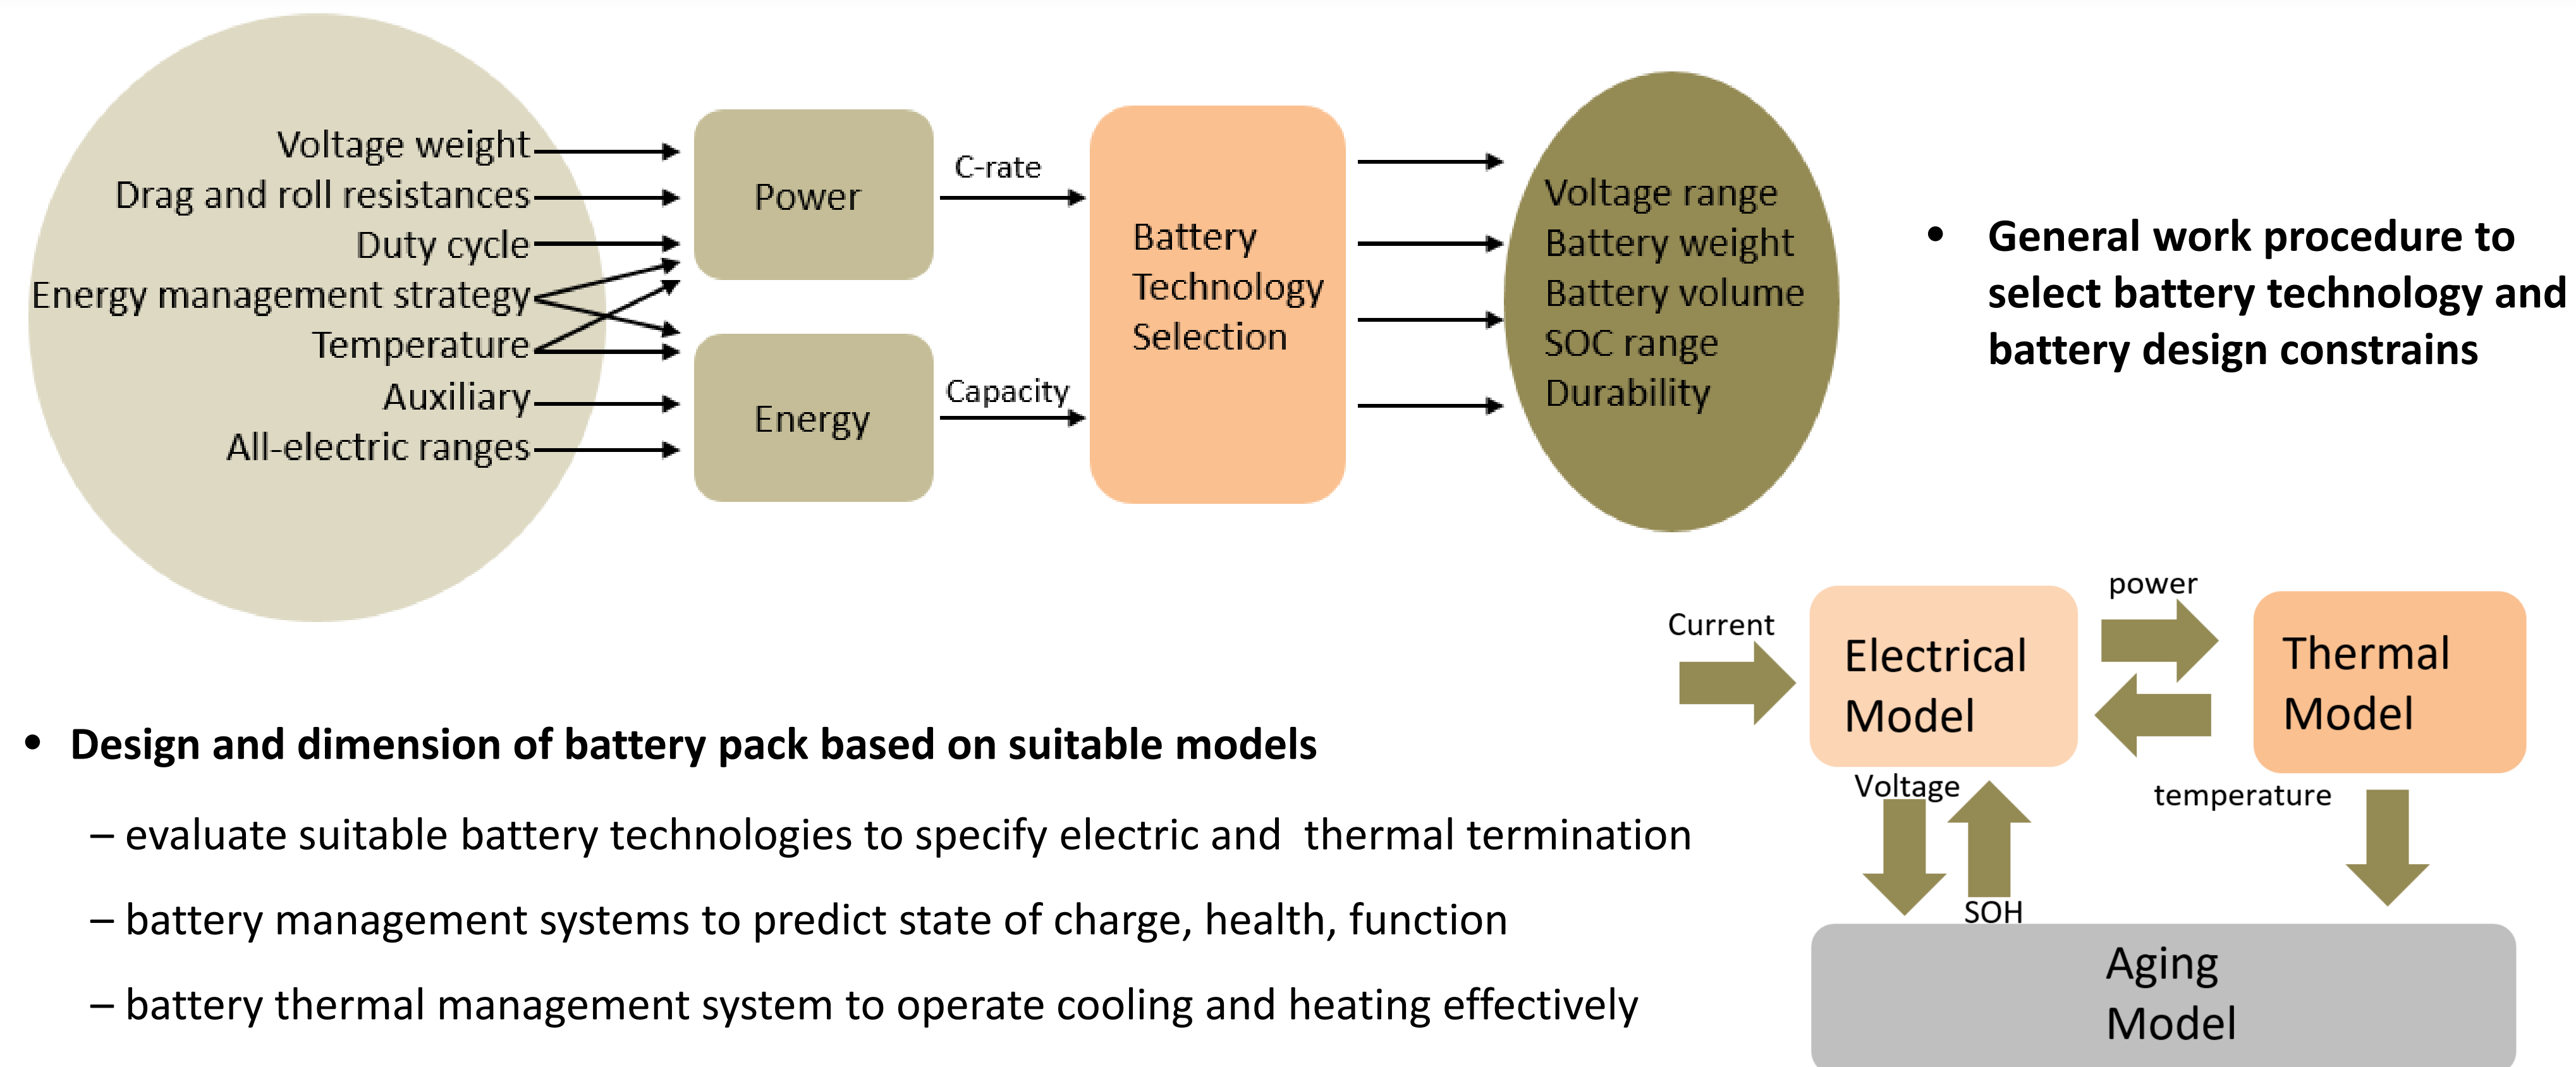 Voltage weight
Drag and roll resistances
Duty cycle
Energy management strategy
Temperature
Auxiliary
All-electric ranges
Power
Energy
C-rate
Capacity
Battery
Technology
Selection
Voltage range
Battery weight
Battery volume
SOC range
Durability
• General work procedure to
select battery technology and
battery design constrains
• Design and dimension of battery pack based on suitable models
– evaluate suitable battery technologies to specify electric and thermal termination
– battery management systems to predict state of charge, health, function
– battery thermal management system to operate cooling and heating effectively
Current
Electrical
Model
power
Thermal
Model
Voltage
temperature
SOH
Aging
Model